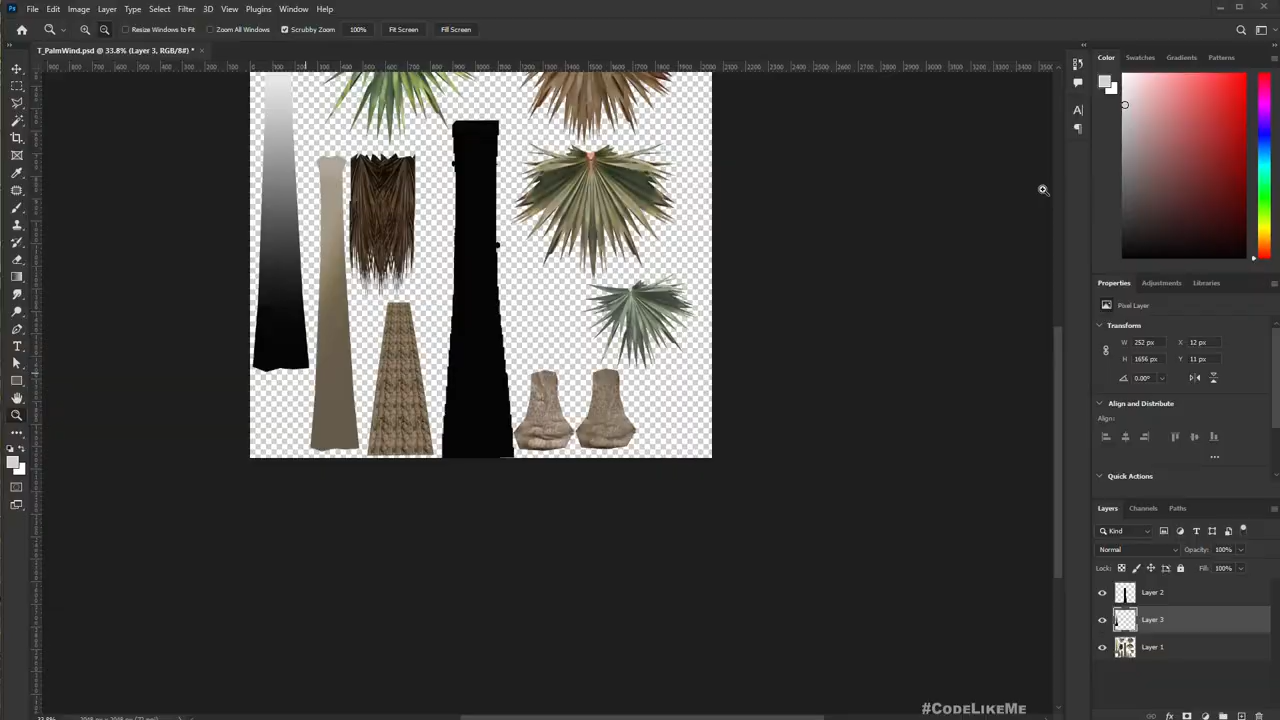 File Edit Image Layer Type Select Filter 3D View Plugins Window Help
Resize Windows to Fit Zoom All Windows Scrubby Zoom 100% Fit Screen Fill Screen
T_PalmWind.psd @ 33.8% (Layer 3, RGB/8#) *
Color Swatches Gradients Patterns
Properties Adjustments Libraries
Pixel Layer
Transform
W 252 px X 12 px
H 1656 px Y 11 px
0.00°
Align and Distribute
Align:
Quick Actions
Layers Channels Paths
Kind
Normal Opacity: 100%
Lock: Fill: 100%
Layer 2
Layer 3
Layer 1
#CodeLikeMe